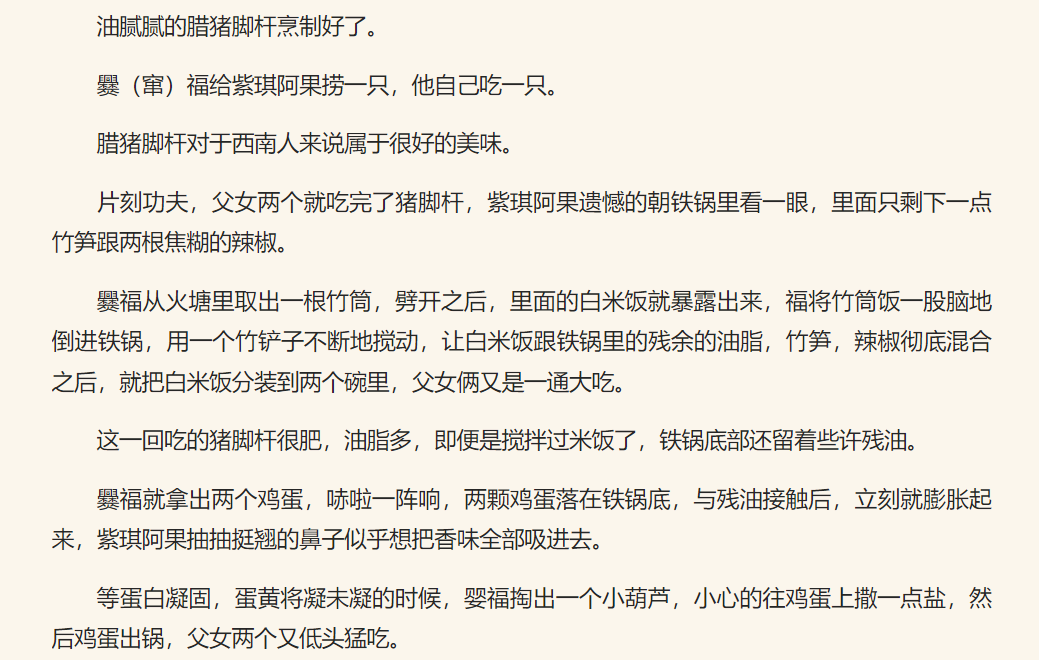 油腻腻的腊猪脚杆烹制好了。
爨（窜）福给紫琪阿果捞一只，他自己吃一只。
腊猪脚杆对于西南人来说属于很好的美味。
片刻功夫，父女两个就吃完了猪脚杆，紫琪阿果遗憾的朝铁锅里看一眼，里面只剩下一点
竹笋跟两根焦糊的辣椒。
爨福从火塘里取出一根竹筒，劈开之后，里面的白米饭就暴露出来，福将竹筒饭一股脑地
倒进铁锅，用一个竹铲子不断地搅动，让白米饭跟铁锅里的残余的油脂，竹笋，辣椒彻底混合
之后，就把白米饭分装到两个碗里，父女俩又是一通大吃。
这一回吃的猪脚杆很肥，油脂多，即便是搅拌过米饭了，铁锅底部还留着些许残油。
爨福就拿出两个鸡蛋，哧啦一阵响，两颗鸡蛋落在铁锅底，与残油接触后，立刻就膨胀起
来，紫琪阿果抽抽挺翘的鼻子似乎想把香味全部吸进去。
等蛋白凝固，蛋黄将凝未凝的时候，婴福掏出一个小葫芦，小心的往鸡蛋上撒一点盐，然
后鸡蛋出锅，父女两个又低头猛吃。